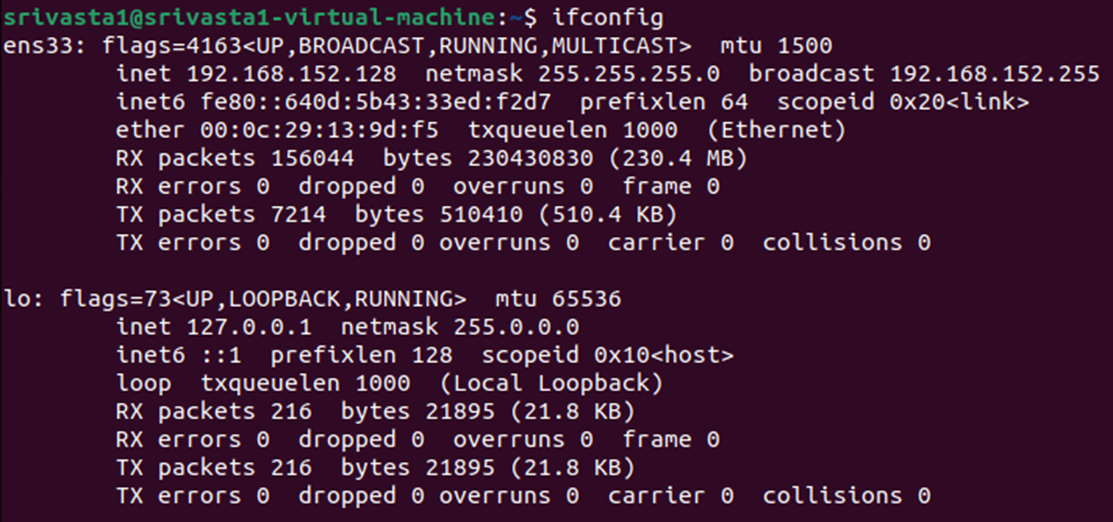 srivasta1@srivasta1-virtual-machine:~$ ifconfig
ens33: flags=4163<UP,BROADCAST,RUNNING,MULTICAST>  mtu 1500
        inet 192.168.152.128  netmask 255.255.255.0  broadcast 192.168.152.255
        inet6 fe80::640d:5b43:33ed:f2d7  prefixlen 64  scopeid 0x20<link>
        ether 00:0c:29:13:9d:f5  txqueuelen 1000  (Ethernet)
        RX packets 156044  bytes 230430830 (230.4 MB)
        RX errors 0  dropped 0  overruns 0  frame 0
        TX packets 7214  bytes 510410 (510.4 KB)
        TX errors 0  dropped 0 overruns 0  carrier 0  collisions 0

lo: flags=73<UP,LOOPBACK,RUNNING>  mtu 65536
        inet 127.0.0.1  netmask 255.0.0.0
        inet6 ::1  prefixlen 128  scopeid 0x10<host>
        loop  txqueuelen 1000  (Local Loopback)
        RX packets 216  bytes 21895 (21.8 KB)
        RX errors 0  dropped 0  overruns 0  frame 0
        TX packets 216  bytes 21895 (21.8 KB)
        TX errors 0  dropped 0 overruns 0  carrier 0  collisions 0